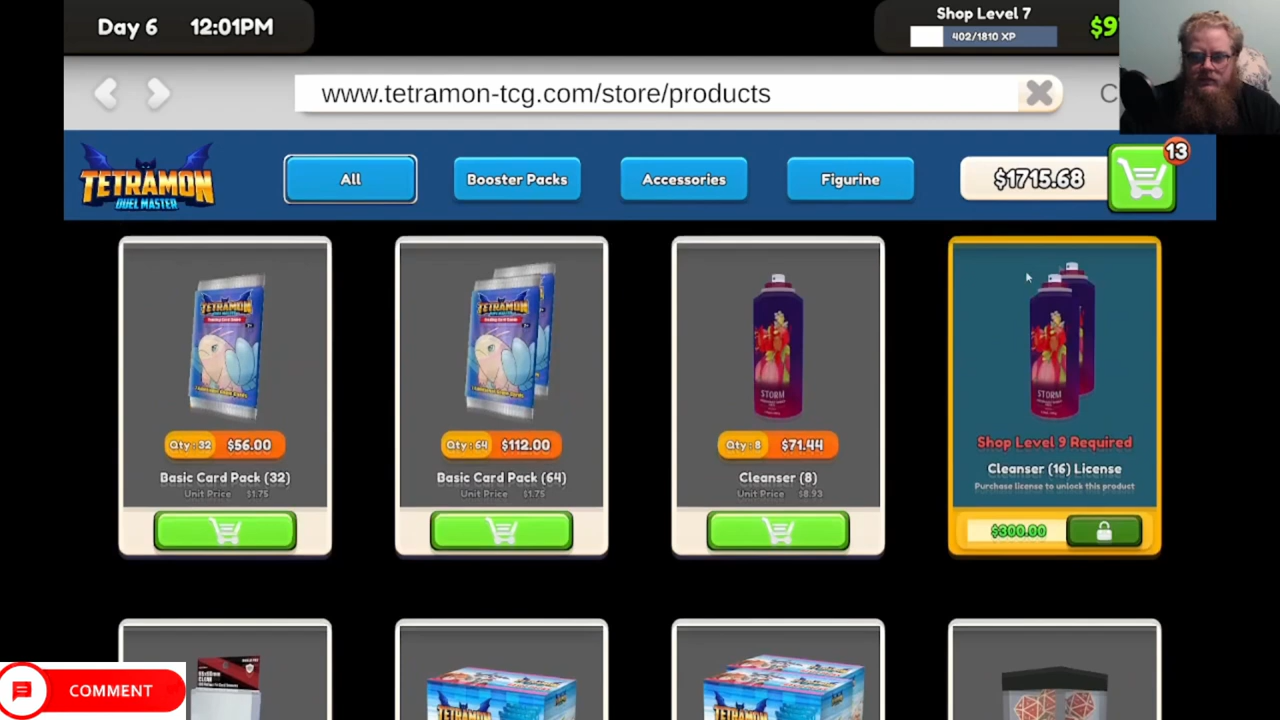 Day 6 12:01PM
Shop Level 7
402/1810 XP
$9
www.tetramon-tcg.com/store/products
C
TETRAMON
DUEL MASTER
All
Booster Packs
Accessories
Figurine
$1715.68
13
TETRAMON
TETRAMON
STORM
STORM
Qty : 32 $56.00
Qty : 64 $112.00
Qty : 8 $71.44
Shop Level 9 Required
Basic Card Pack (32)
Unit Price $1.75
Basic Card Pack (64)
Unit Price $1.75
Cleanser (8)
Unit Price $8.93
Cleanser (16) License
Purchase license to unlock this product
$300.00
COMMENT
TETRAMON
TETRAMON